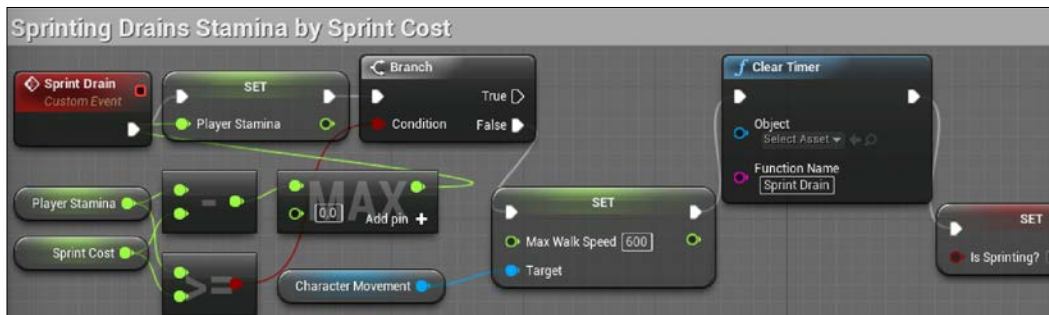 Sprinting Drains Stamina by Sprint Cost
Sprint Drain
Custom Event
SET
Player Stamina
Branch
True
Condition
False
Clear Timer
Object
Select Asset
Function Name
Sprint Drain
Player Stamina
Sprint Cost
-
>=
MAX
0.0
Add pin +
Character Movement
SET
Max Walk Speed 600
Target
SET
Is Sprinting?